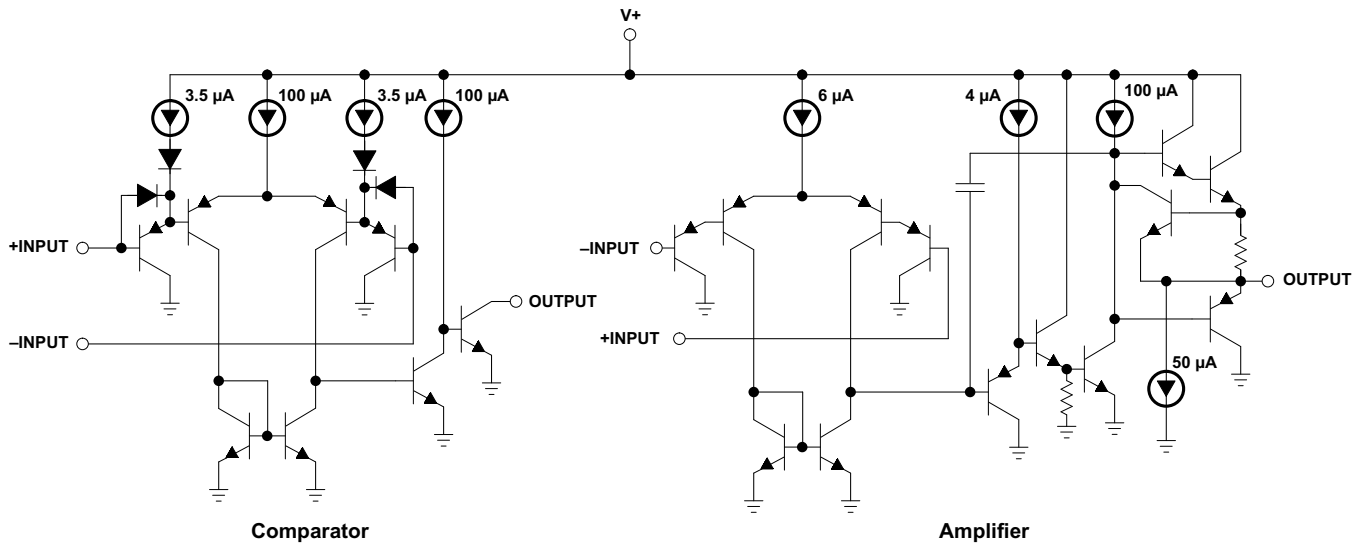 V+
3.5 µA
100 µA
3.5 µA
100 µA
6 µA
4 µA
100 µA
+INPUT
–INPUT
OUTPUT
–INPUT
+INPUT
OUTPUT
50 µA
Comparator
Amplifier